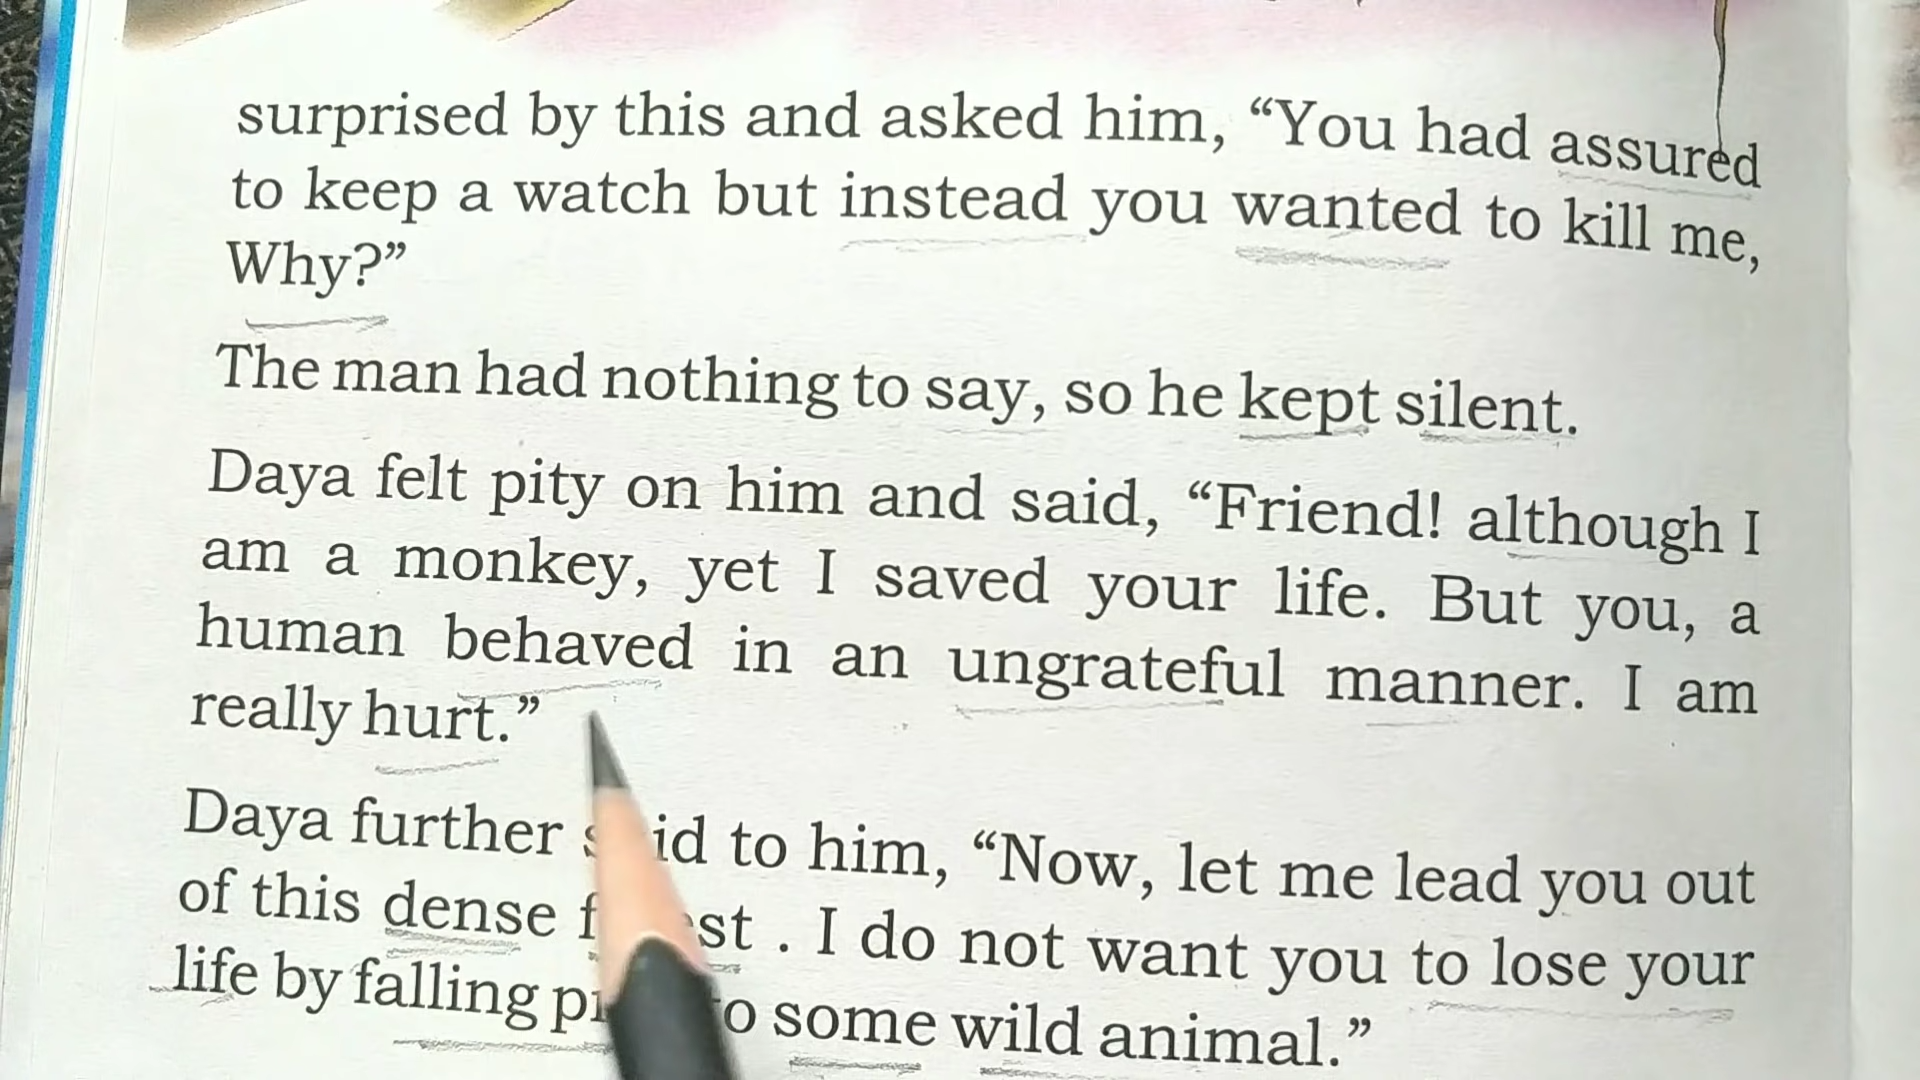 surprised by this and asked him, “You had assured
to keep a watch but instead you wanted to kill me,
Why?”
The man had nothing to say, so he kept silent.
Daya felt pity on him and said, “Friend! although I
am a monkey, yet I saved your life. But you, a
human behaved in an ungrateful manner. I am
really hurt.”
Daya further said to him, “Now, let me lead you out
of this dense forest . I do not want you to lose your
life by falling to some wild animal.”